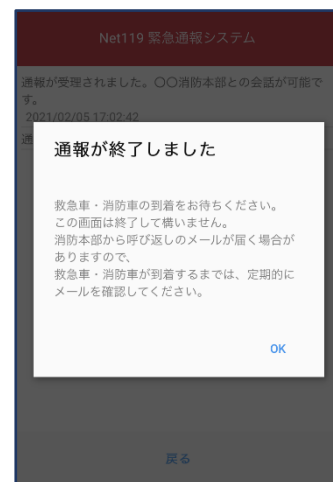 Net119 緊急通報システム
通報が受理されました。〇〇消防本部との会話が可能で
す。
2021/02/05 17:02:42
通
通報が終了しました
救急車・消防車の到着をお待ちください。
この画面は終了して構いません。
消防本部から呼び返しのメールが届く場合が
ありますので、
救急車・消防車が到着するまでは、定期的に
メールを確認してください。
OK
戻る